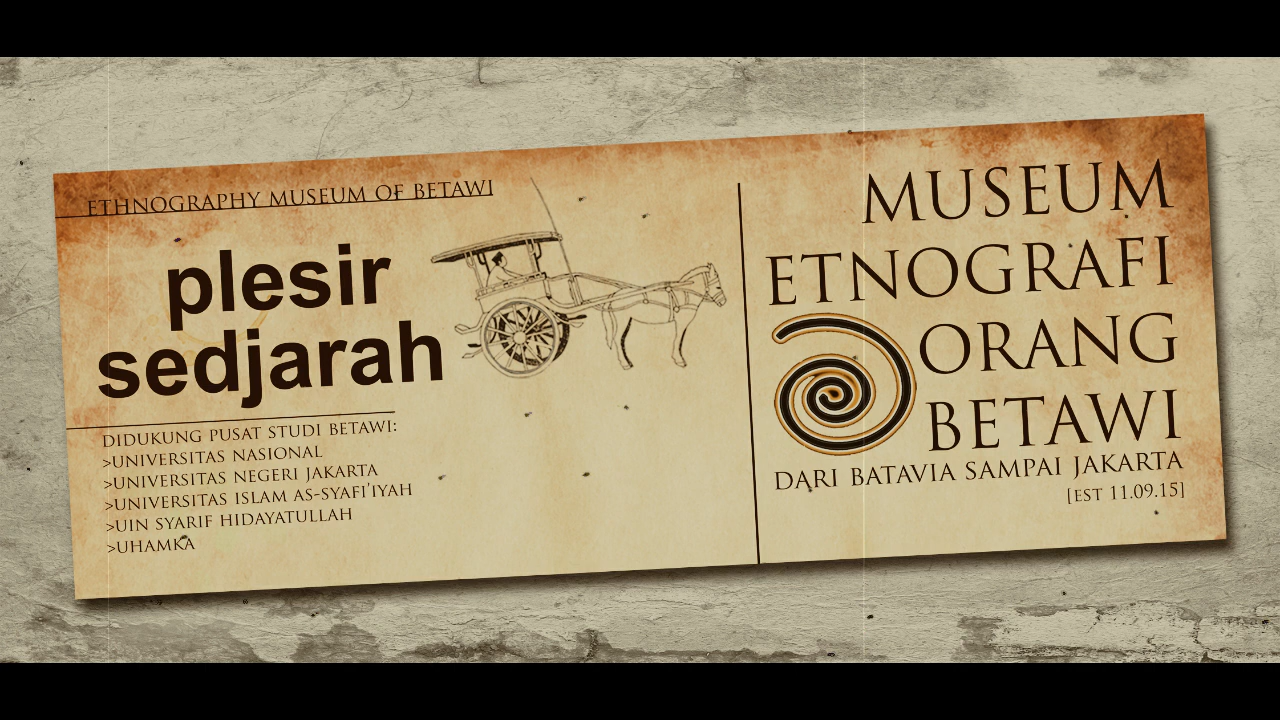 ETHNOGRAPHY MUSEUM OF BETAWI
plesir
sedjarah
DIDUKUNG PUSAT STUDI BETAWI:
>UNIVERSITAS NASIONAL
>UNIVERSITAS NEGERI JAKARTA
>UNIVERSITAS ISLAM AS-SYAFI'IYAH
>UIN SYARIF HIDAYATULLAH
>UHAMKA
MUSEUM
ETNOGRAFI
ORANG
BETAWI
DARI BATAVIA SAMPAI JAKARTA
[EST 11.09.15]